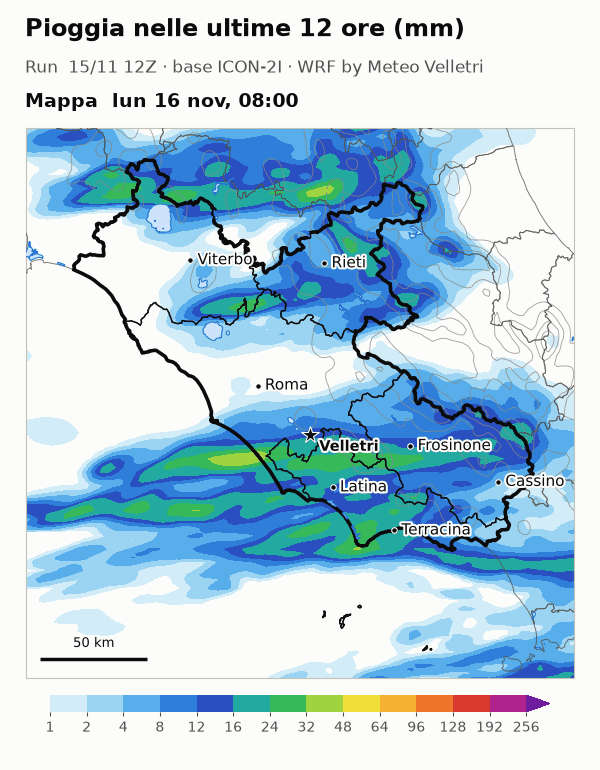 Pioggia nelle ultime 12 ore (mm)
Run  15/11 12Z · base ICON-2I · WRF by Meteo Velletri
Mappa  lun 16 nov, 08:00
Viterbo
Rieti
Roma
Velletri
Frosinone
Cassino
Latina
Terracina
50 km
1 2 4 8 12 16 24 32 48 64 96 128 192 256